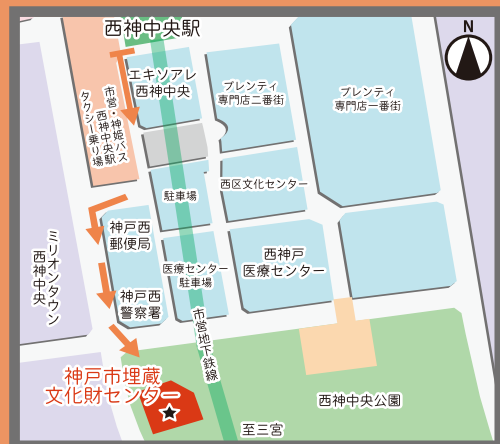 西神中央駅
N
エキソアレ
西神中央
プレンティ
専門店二番街
プレンティ
専門店一番街
市営・神姫バス
西神中央駅
タクシー乗り場
駐車場
西区文化センター
神戸西
郵便局
医療センター
駐車場
西神戸
医療センター
ミリオンタウン
西神中央
神戸西
警察署
市営地下鉄線
神戸市埋蔵
文化財センター
西神中央公園
至三宮